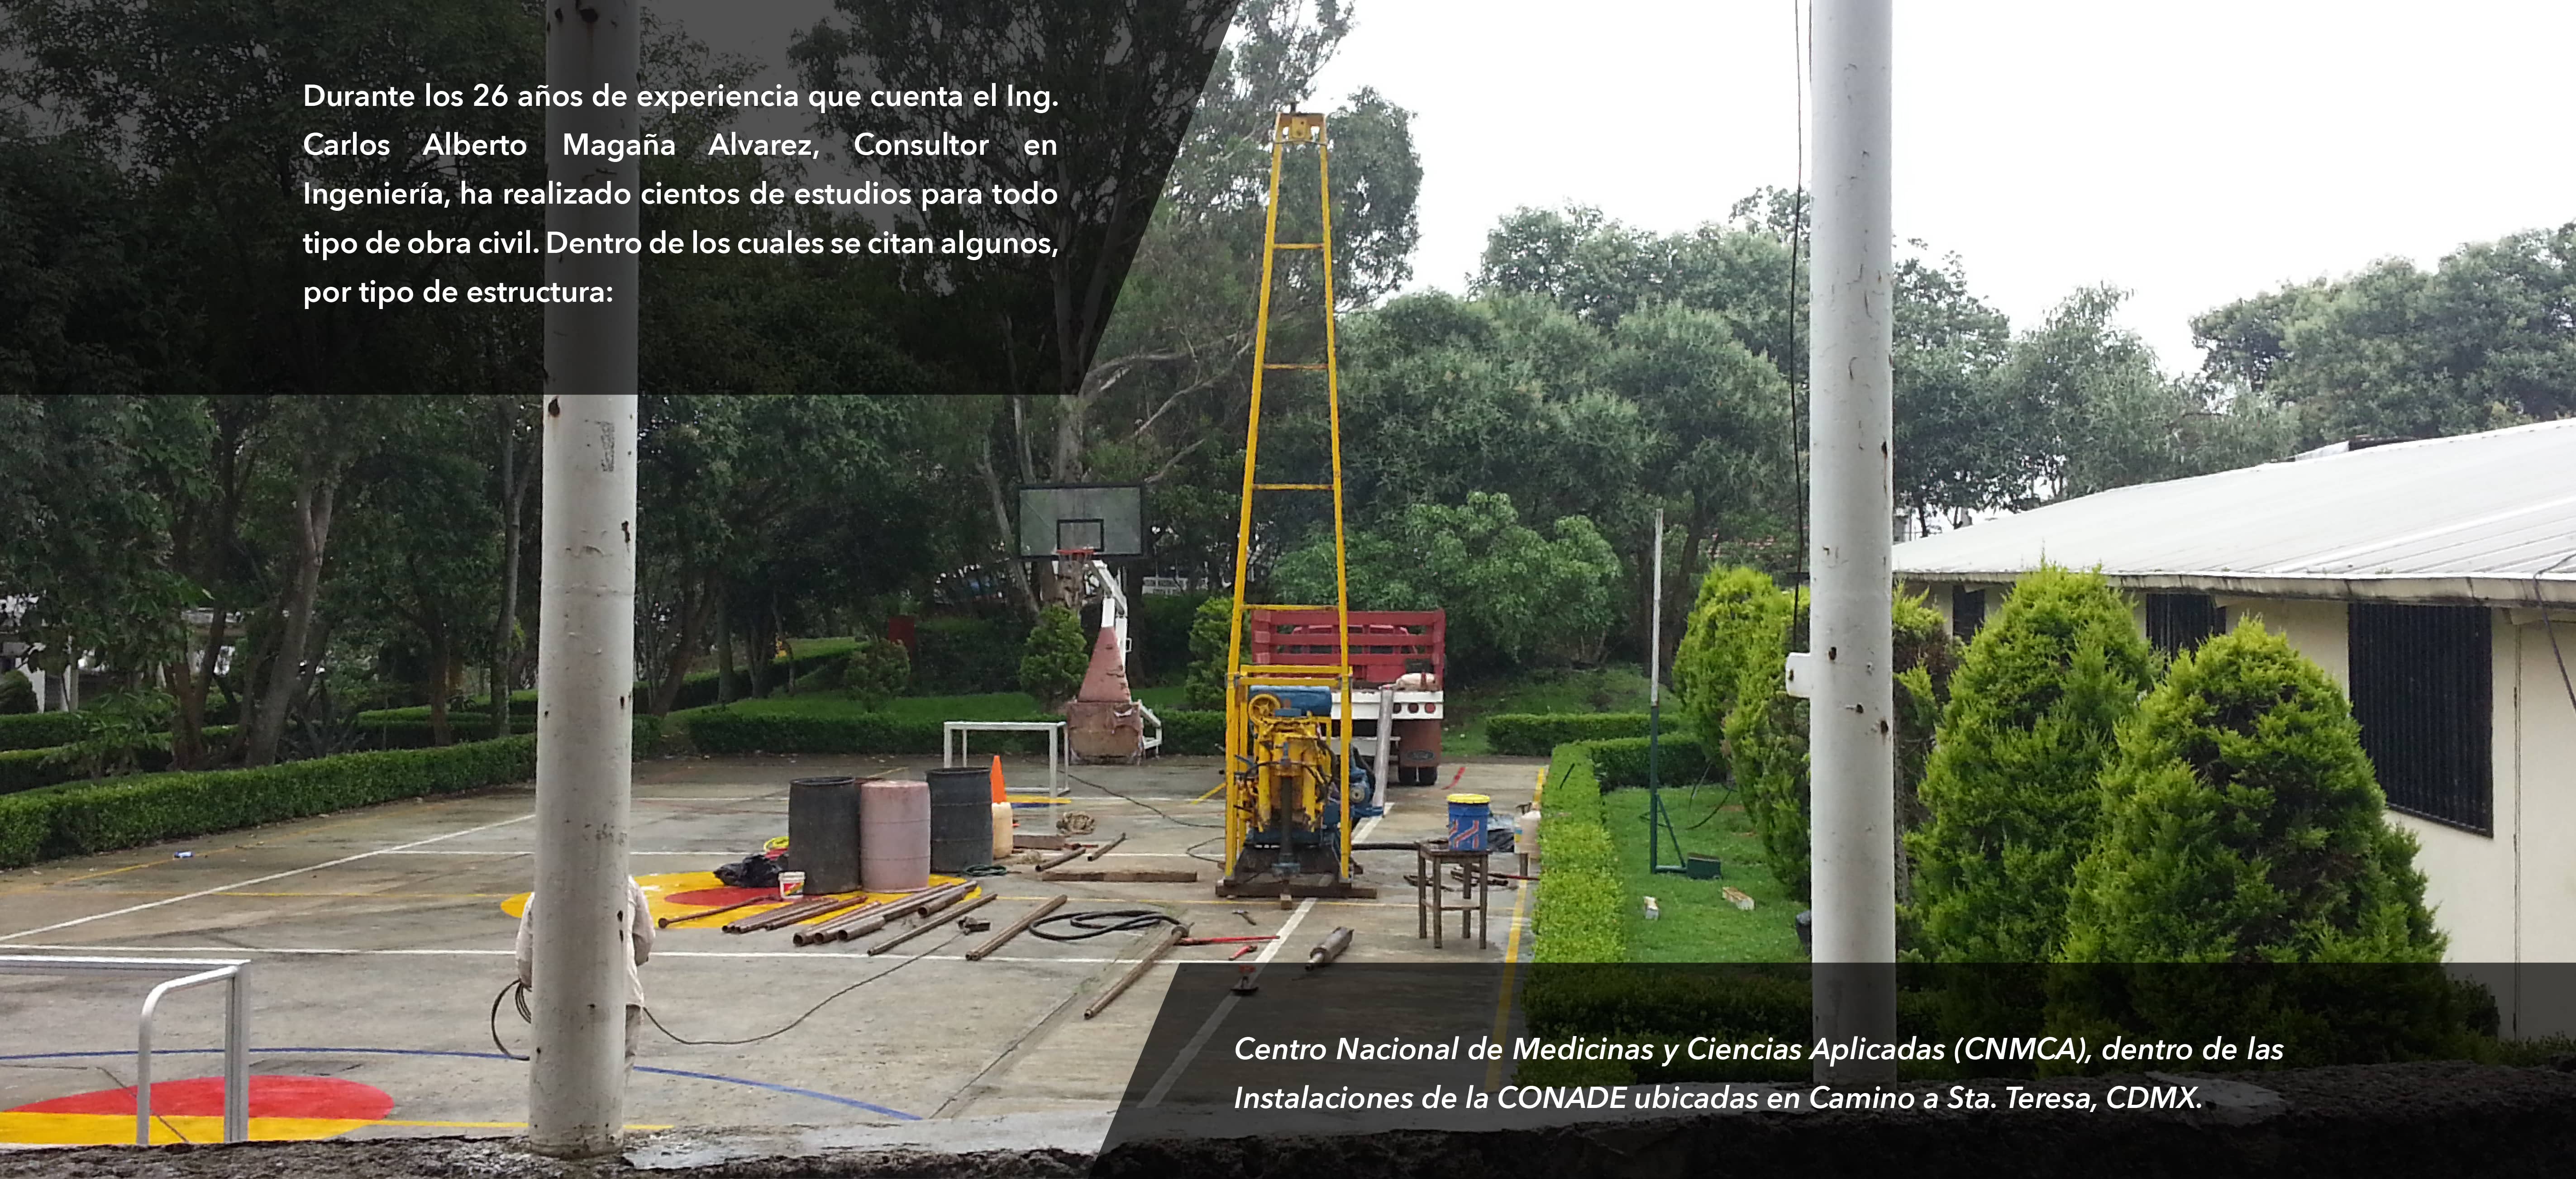 Durante los 26 años de experiencia que cuenta el Ing.
Carlos Alberto Magaña Alvarez, Consultor en
Ingeniería, ha realizado cientos de estudios para todo
tipo de obra civil. Dentro de los cuales se citan algunos,
por tipo de estructura:
Centro Nacional de Medicinas y Ciencias Aplicadas (CNMCA), dentro de las
Instalaciones de la CONADE ubicadas en Camino a Sta. Teresa, CDMX.